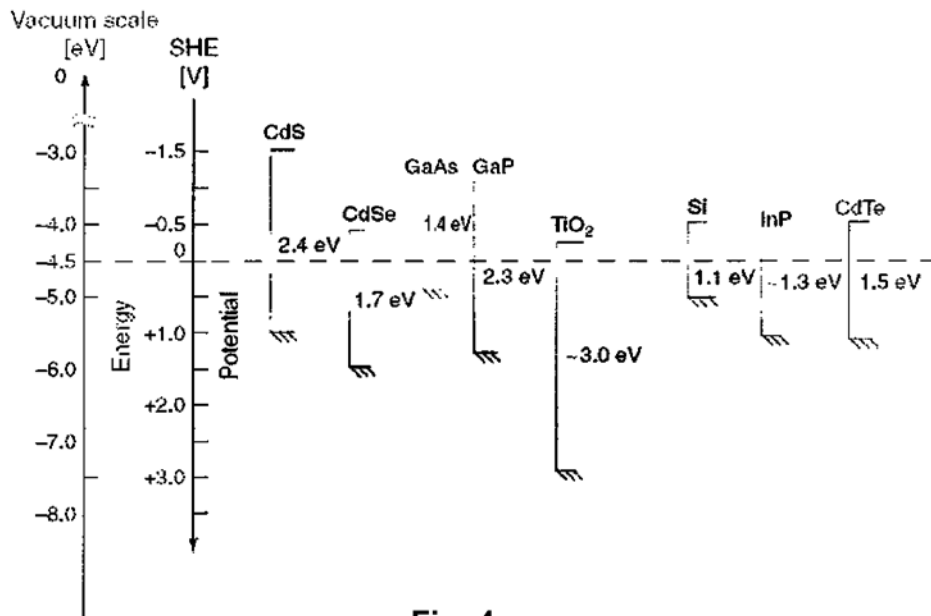 Vacuum scale
[eV]
SHE
[V]
0
CdS
-3.0
-1.5
GaAs GaP
CdSe
Si
InP
CdTe
-4.0
-0.5
1.4 eV
TiO2
0
2.4 eV
-4.5
2.3 eV
1.1 eV
~1.3 eV
1.5 eV
-5.0
1.7 eV
+1.0
Energy
Potential
~3.0 eV
-6.0
+2.0
-7.0
+3.0
-8.0